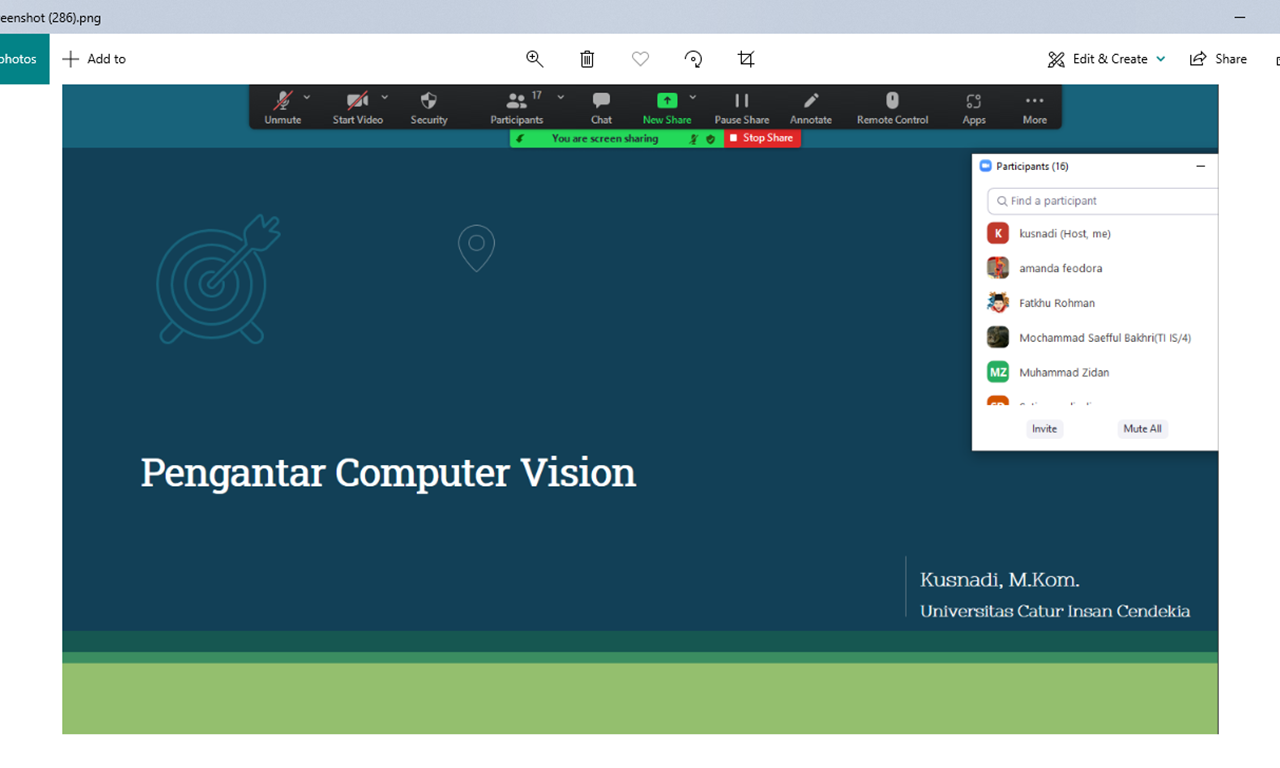 eenshot (286).png
photos
Add to
Edit & Create
Share
Unmute
Start Video
Security
Participants
17
Chat
New Share
Pause Share
Annotate
Remote Control
Apps
More
You are screen sharing
Stop Share
Participants (16)
Find a participant
K
kusnadi (Host, me)
amanda feodora
Fatkhu Rohman
Mochammad Saefful Bakhri(TI IS/4)
MZ
Muhammad Zidan
Invite
Mute All
Pengantar Computer Vision
Kusnadi, M.Kom.
Universitas Catur Insan Cendekia